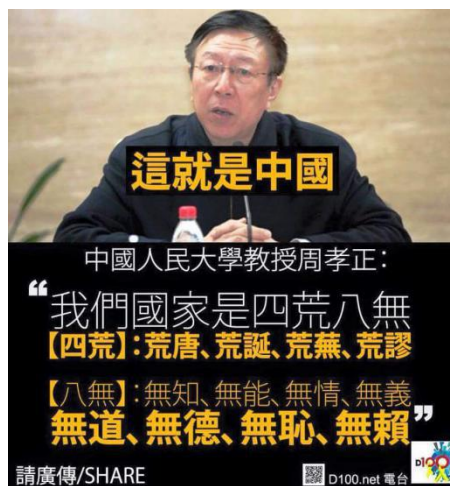 這就是中國
中國人民大學教授周孝正：
“我們國家是四荒八無
【四荒】：荒唐、荒誕、荒蕪、荒謬
【八無】：無知、無能、無情、無義
無道、無德、無恥、無賴”
D100
請廣傳/SHARE
D100.net 電台